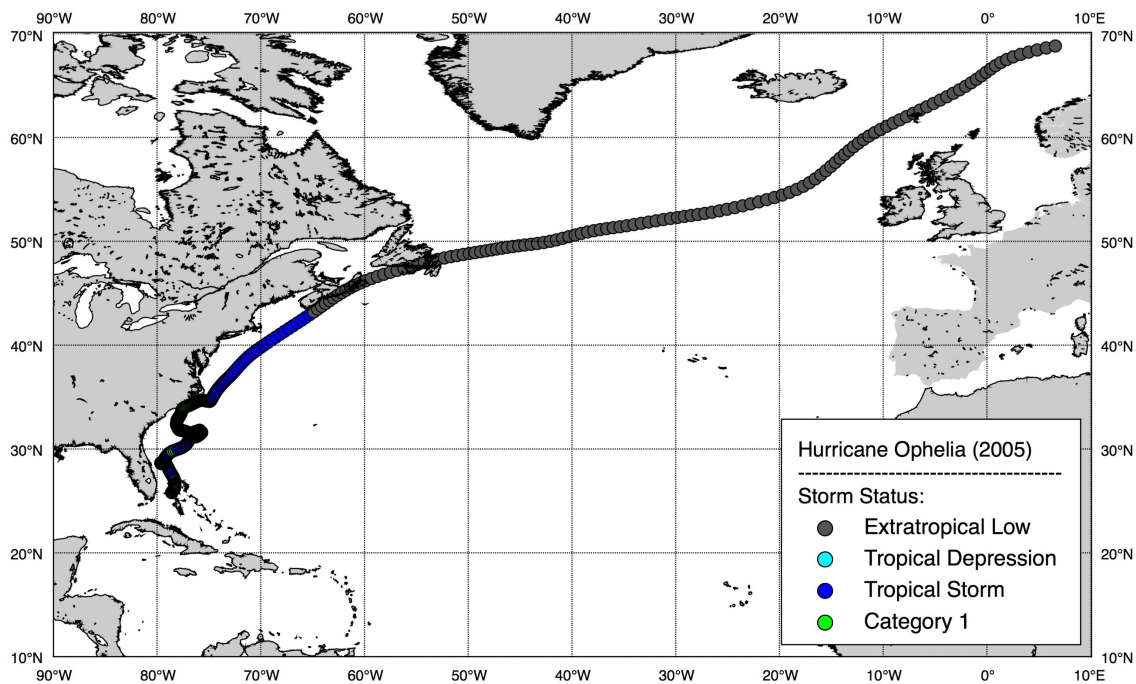 90°W 80°W 70°W 60°W 50°W 40°W 30°W 20°W 10°W 0° 10°E
70°N 70°N
60°N 60°N
50°N 50°N
40°N 40°N
30°N 30°N
Hurricane Ophelia (2005)
------------------------------------------
Storm Status:
Extratropical Low
20°N Tropical Depression 20°N
Tropical Storm
Category 1
10°N 10°N
90°W 80°W 70°W 60°W 50°W 40°W 30°W 20°W 10°W 0° 10°E